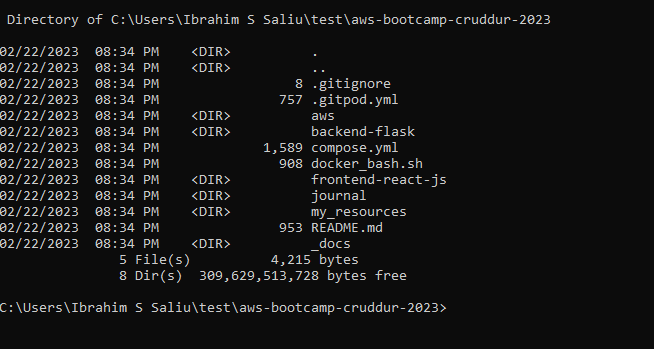 Directory of C:\Users\Ibrahim S Saliu\test\aws-bootcamp-cruddur-2023
02/22/2023  08:34 PM    <DIR>          .
02/22/2023  08:34 PM    <DIR>          ..
02/22/2023  08:34 PM                 8 .gitignore
02/22/2023  08:34 PM               757 .gitpod.yml
02/22/2023  08:34 PM    <DIR>          aws
02/22/2023  08:34 PM    <DIR>          backend-flask
02/22/2023  08:34 PM             1,589 compose.yml
02/22/2023  08:34 PM               908 docker_bash.sh
02/22/2023  08:34 PM    <DIR>          frontend-react-js
02/22/2023  08:34 PM    <DIR>          journal
02/22/2023  08:34 PM    <DIR>          my_resources
02/22/2023  08:34 PM               953 README.md
02/22/2023  08:34 PM    <DIR>          _docs
5 File(s)          4,215 bytes
8 Dir(s)  309,629,513,728 bytes free
C:\Users\Ibrahim S Saliu\test\aws-bootcamp-cruddur-2023>